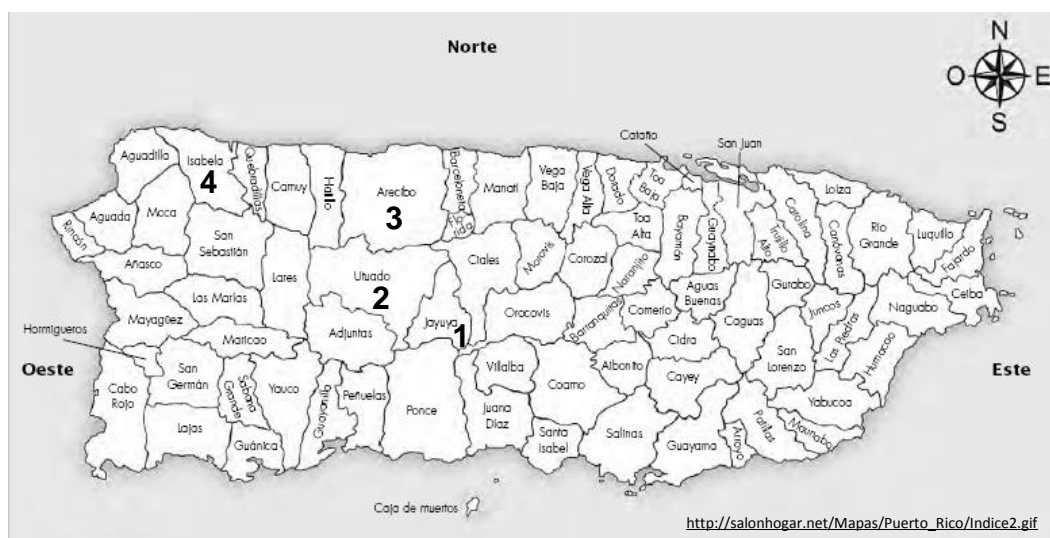 Norte
N
O
E
S
Cataño
San Juan
Aguadilla
Isabela
4
Quebradillas
Camuy
Hatillo
Arecibo
3
Barceloneta
Florida
Manatí
Vega
Baja
Vega Alta
Dorado
Toa
Baja
Toa
Alta
Bayamón
Guaynabo
Trujillo
Alto
Carolina
Canóvanas
Loíza
Río
Grande
Luquillo
Fajardo
Ceiba
Rincón
Aguada
Moca
San
Sebastián
Añasco
Lares
Utuado
2
Ciales
Morovis
Corozal
Naranjito
Aguas
Buenas
Gurabo
Juncos
Las Piedras
Naguabo
Humacao
Las Marías
Mayagüez
Maricao
Adjuntas
Jayuya
1
Orocovis
Barranquitas
Comerío
Cidra
Caguas
San
Lorenzo
Hormigueros
Oeste
Este
Cabo
Rojo
San
Germán
Sabana
Grande
Yauco
Guayanilla
Peñuelas
Ponce
Villalba
Juana
Díaz
Coamo
Aibonito
Cayey
Yabucoa
Lajas
Guánica
Santa
Isabel
Salinas
Guayama
Arroyo
Patillas
Maunabo
Caja de muertos
http://salonhogar.net/Mapas/Puerto_Rico/Indice2.gif